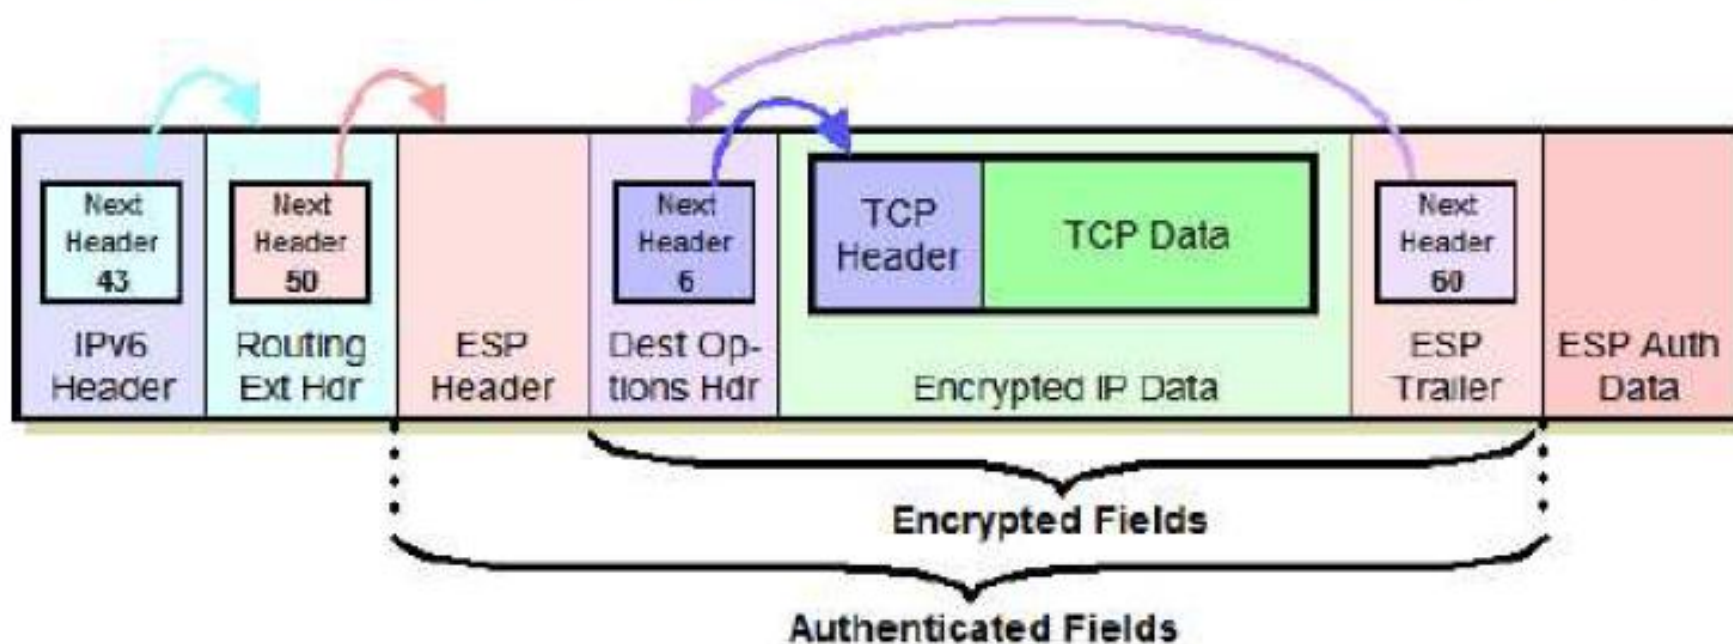 Next
Header
43
IPv6
Header
Next
Header
50
Routing
Ext Hdr
ESP
Header
Next
Header
6
Dest Op-
tions Hdr
TCP
Header
TCP Data
Encrypted IP Data
Next
Header
60
ESP
Trailer
ESP Auth
Data
Encrypted Fields
Authenticated Fields